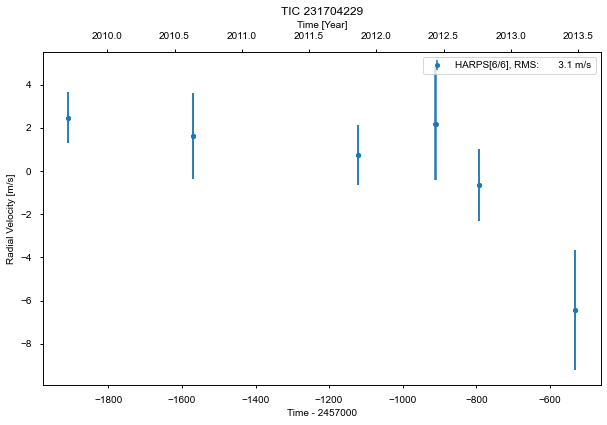 TIC 231704229
Time [Year]
2010.0 2010.5 2011.0 2011.5 2012.0 2012.5 2013.0 2013.5
HARPS[6/6], RMS: 3.1 m/s
4
2
0
−2
−4
−6
−8
Radial Velocity [m/s]
−1800 −1600 −1400 −1200 −1000 −800 −600
Time - 2457000